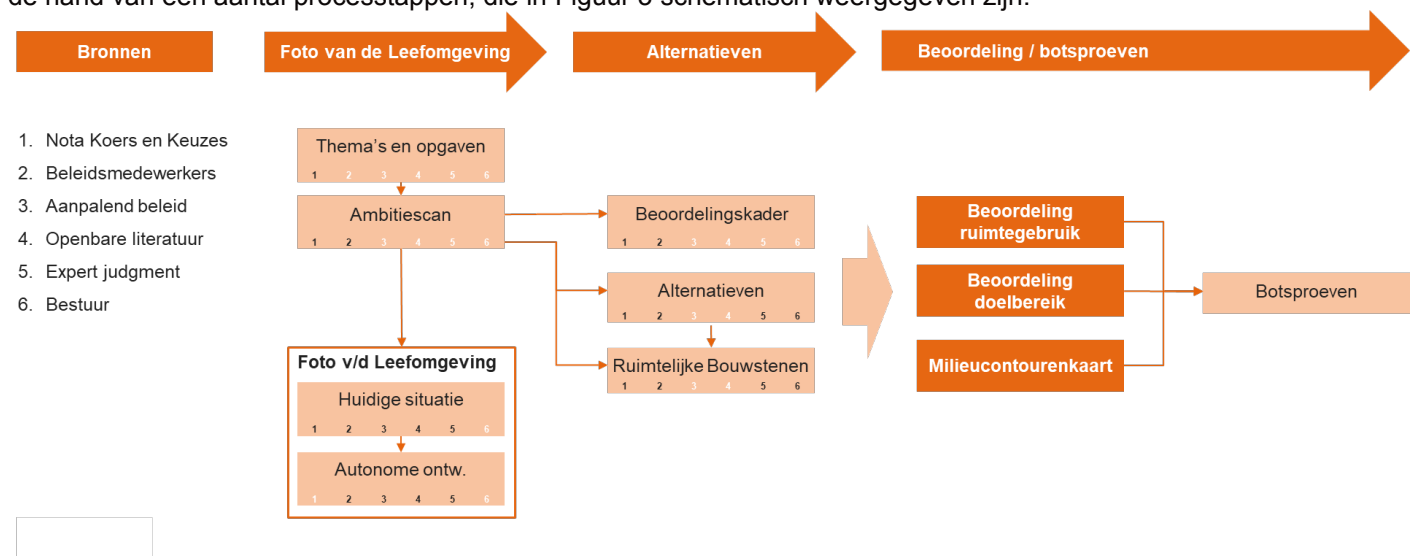 de hand van een aantal processtappen, die in Figuur 3 schematisch weergegeven zijn.
Bronnen
Foto van de Leefomgeving
Alternatieven
Beoordeling / botsproeven
1. Nota Koers en Keuzes
2. Beleidsmedewerkers
3. Aanpalend beleid
4. Openbare literatuur
5. Expert judgment
6. Bestuur
Thema's en opgaven
1 2 3 4 5 6
Ambitiescan
1 2 3 4 5 6
Foto v/d Leefomgeving
Huidige situatie
1 2 3 4 5 6
Autonome ontw.
1 2 3 4 5 6
Beoordelingskader
1 2 3 4 5 6
Alternatieven
1 2 3 4 5 6
Ruimtelijke Bouwstenen
1 2 3 4 5 6
Beoordeling
ruimtegebruik
Beoordeling
doelbereik
Milieucontourenkaart
Botsproeven